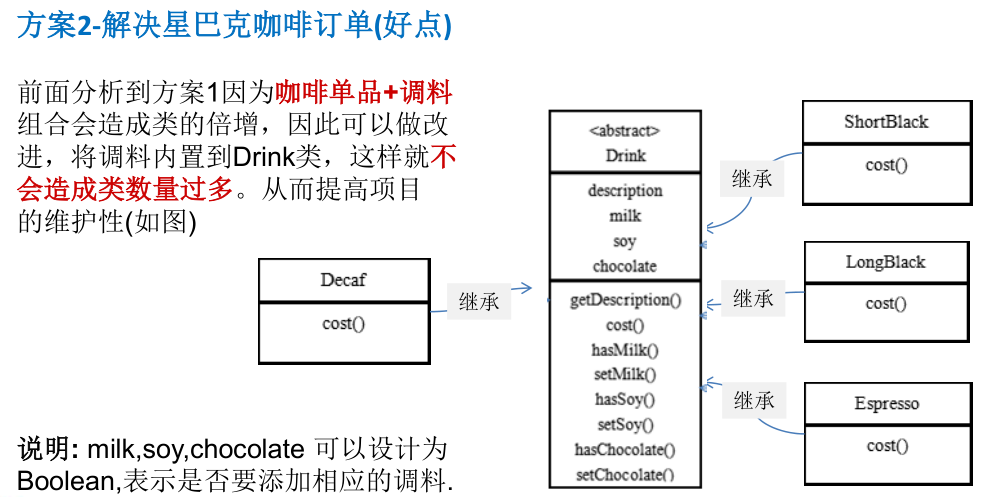 方案2-解决星巴克咖啡订单(好点)
前面分析到方案1因为咖啡单品+调料
组合会造成类的倍增，因此可以做改
进，将调料内置到Drink类，这样就不
会造成类数量过多。从而提高项目
的维护性(如图)
Decaf
cost()
继承
<abstract>
Drink
description
milk
soy
chocolate
getDescription()
cost()
hasMilk()
setMilk()
hasSoy()
setSoy()
hasChocolate()
setChocolate()
继承
ShortBlack
cost()
继承
LongBlack
cost()
继承
Espresso
cost()
说明: milk,soy,chocolate 可以设计为
Boolean,表示是否要添加相应的调料.